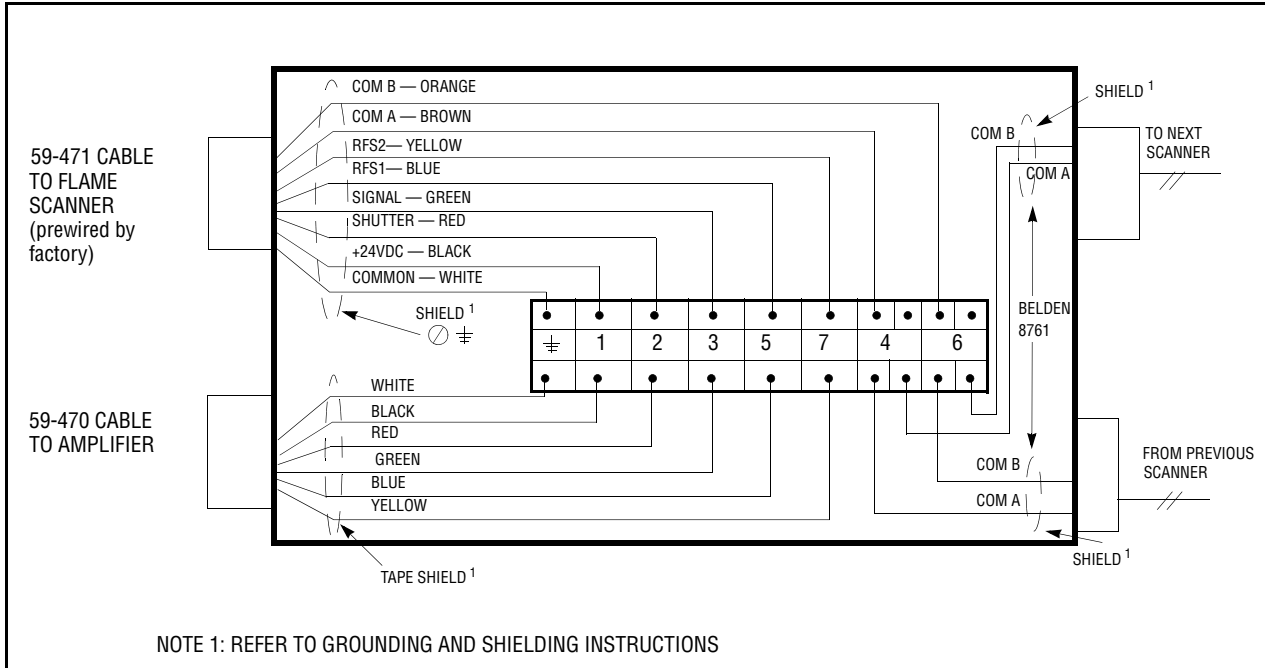 COM B — ORANGE
COM A — BROWN
RFS2— YELLOW
RFS1— BLUE
SIGNAL — GREEN
SHUTTER — RED
+24VDC — BLACK
COMMON — WHITE
SHIELD 1
59-471 CABLE
TO FLAME
SCANNER
(prewired by
factory)
SHIELD 1
COM B
COM A
TO NEXT
SCANNER
BELDEN
8761
1 2 3 5 7 4 6
59-470 CABLE
TO AMPLIFIER
WHITE
BLACK
RED
GREEN
BLUE
YELLOW
TAPE SHIELD 1
COM B
COM A
FROM PREVIOUS
SCANNER
SHIELD 1
NOTE 1: REFER TO GROUNDING AND SHIELDING INSTRUCTIONS